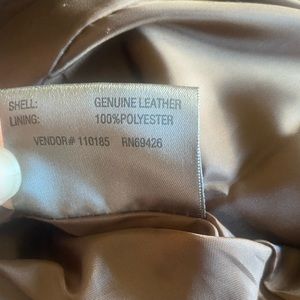 SHELL: GENUINE LEATHER
LINING: 100%POLYESTER
VENDOR# 110185 RN69426